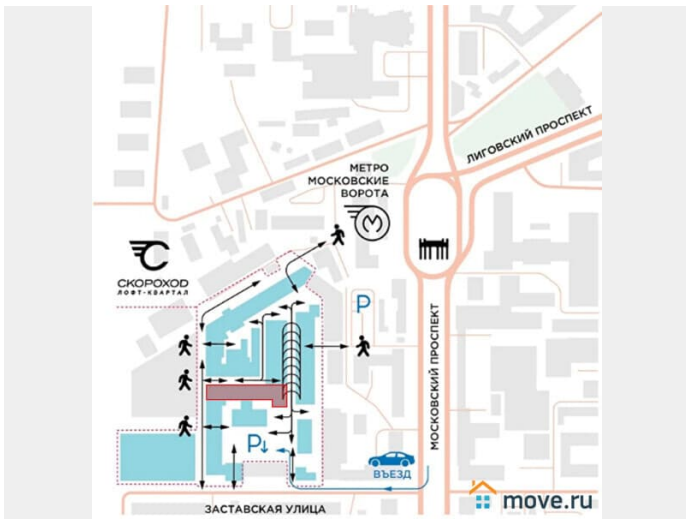 ЛИГОВСКИЙ ПРОСПЕКТ
МЕТРО
МОСКОВСКИЕ
ВОРОТА
М
С
СКОРОХОД
ЛОФТ-КВАРТАЛ
P
МОСКОВСКИЙ ПРОСПЕКТ
P
ВЪЕЗД
ЗАСТАВСКАЯ УЛИЦА
move.ru